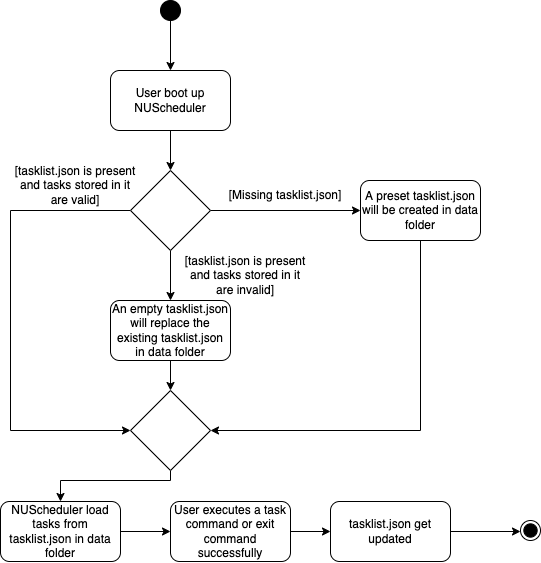 User boot up
NUScheduler
[tasklist.json is present
and tasks stored in it
are valid]
[Missing tasklist.json]
A preset tasklist.json
will be created in data
folder
[tasklist.json is present
and tasks stored in it
are invalid]
An empty tasklist.json
will replace the
existing tasklist.json
in data folder
NUScheduler load
tasks from
tasklist.json in data
folder
User executes a task
command or exit
command
successfully
tasklist.json get
updated